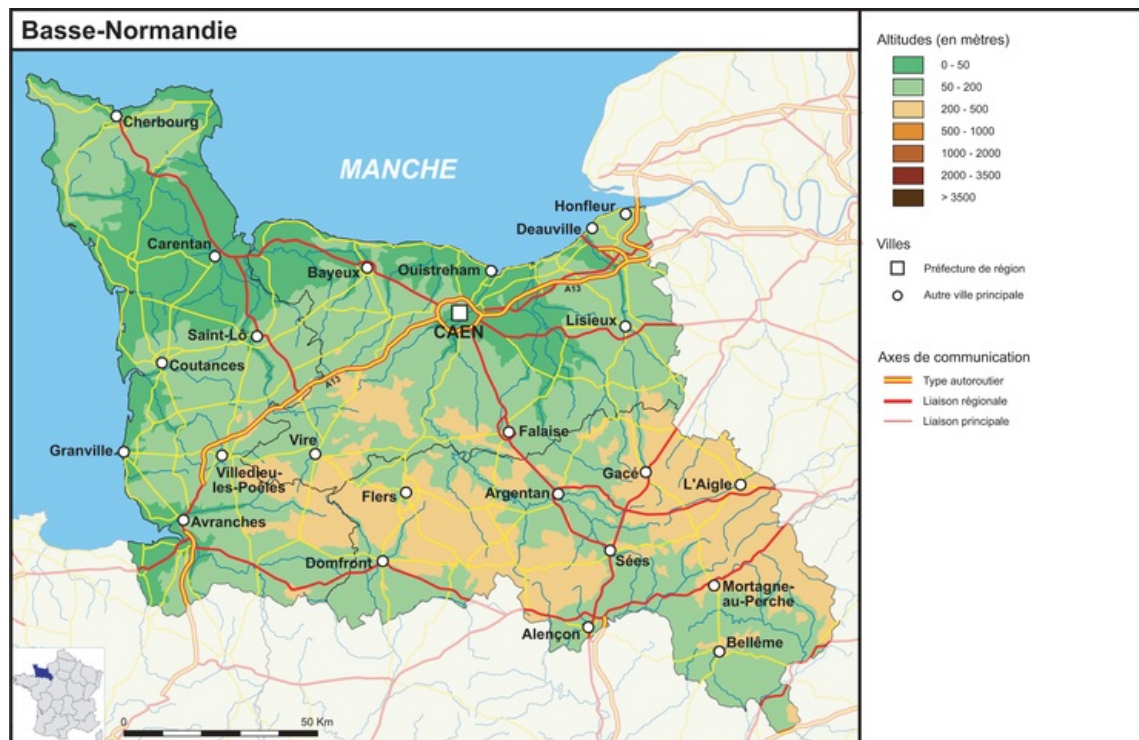 Basse-Normandie
Cherbourg
MANCHE
Honfleur
Deauville
Carentan
Bayeux
Ouistreham
A13
CAEN
Lisieux
Saint-Lô
Coutances
A13
Granville
Villedieu-
les-Poêles
Vire
Falaise
Gacé
L'Aigle
Flers
Argentan
Avranches
Domfront
Sées
Mortagne-
au-Perche
Alençon
Bellême
0
50 Km
Altitudes (en mètres)
0 - 50
50 - 200
200 - 500
500 - 1000
1000 - 2000
2000 - 3500
> 3500
Villes
Préfecture de région
Autre ville principale
Axes de communication
Type autoroutier
Liaison régionale
Liaison principale